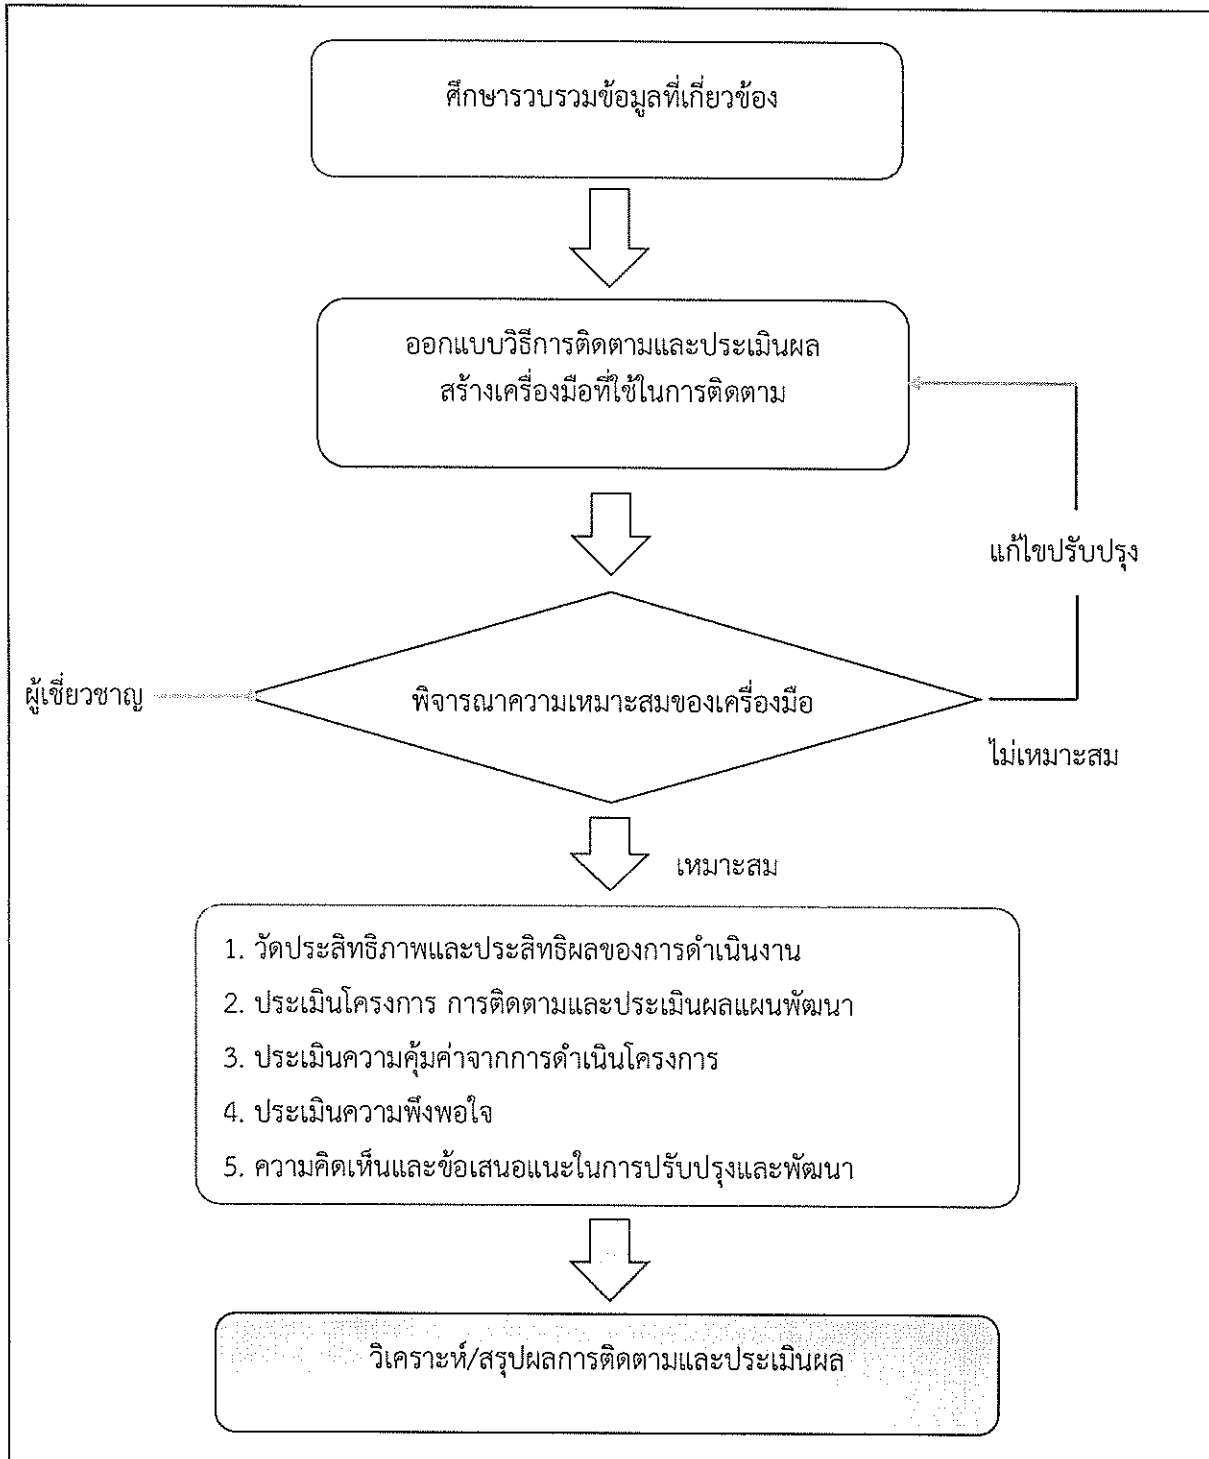 ศึกษารวบรวมข้อมูลที่เกี่ยวข้อง
ออกแบบวิธีการติดตามและประเมินผล
สร้างเครื่องมือที่ใช้ในการติดตาม
แก้ไขปรับปรุง
ผู้เชี่ยวชาญ
พิจารณาความเหมาะสมของเครื่องมือ
ไม่เหมาะสม
เหมาะสม
1. วัดประสิทธิภาพและประสิทธิผลของการดำเนินงาน
2. ประเมินโครงการ การติดตามและประเมินผลแผนพัฒนา
3. ประเมินความคุ้มค่าจากการดำเนินโครงการ
4. ประเมินความพึงพอใจ
5. ความคิดเห็นและข้อเสนอแนะในการปรับปรุงและพัฒนา
วิเคราะห์/สรุปผลการติดตามและประเมินผล